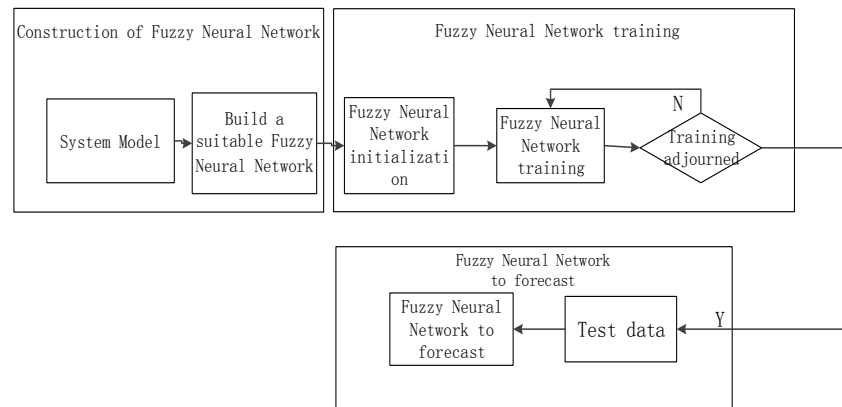 Construction of Fuzzy Neural Network
System Model
Build a
suitable Fuzzy
Neural Network
Fuzzy Neural Network training
Fuzzy Neural
Network
initializati
on
Fuzzy Neural
Network
training
N
Training
adjourned
Fuzzy Neural Network
to forecast
Fuzzy Neural
Network to
forecast
Test data
Y